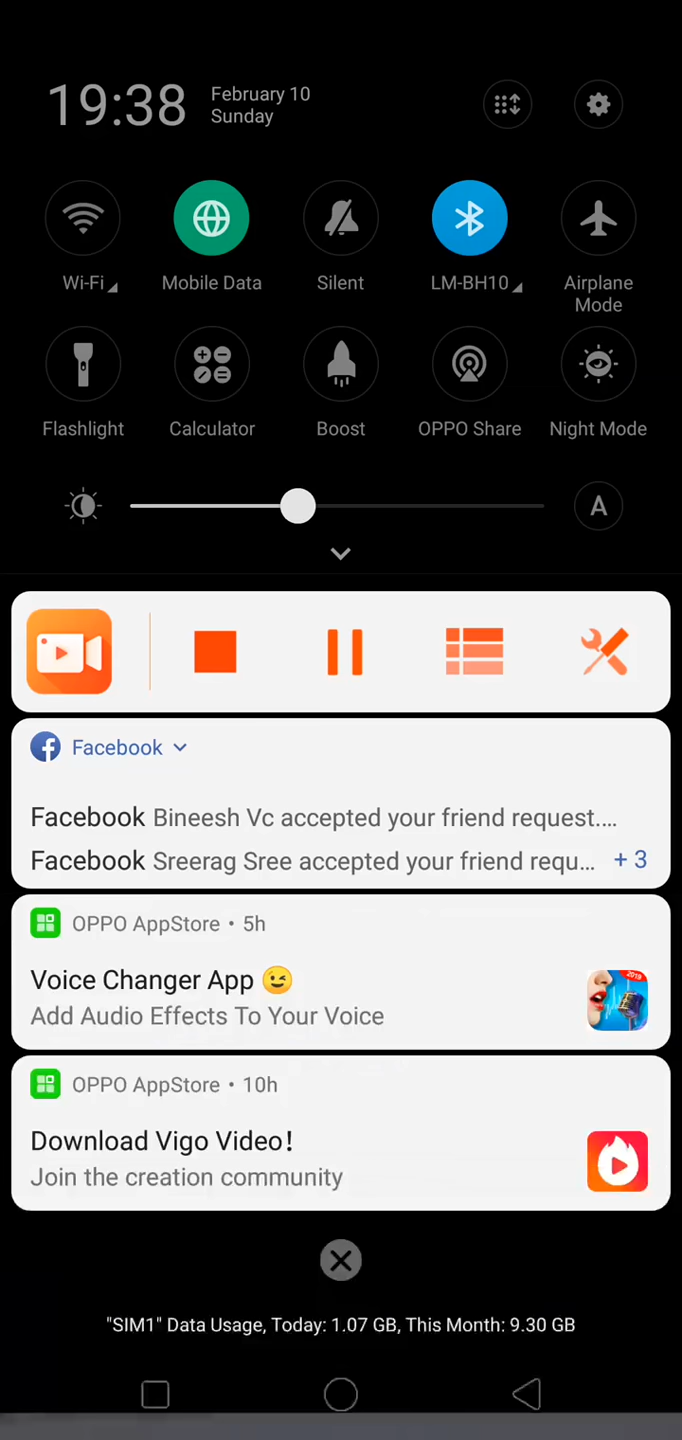 19:38
February 10
Sunday
Wi-Fi
Mobile Data
Silent
LM-BH10
Airplane
Mode
Flashlight
Calculator
Boost
OPPO Share
Night Mode
A
Facebook
Facebook Bineesh Vc accepted your friend request....
Facebook Sreerag Sree accepted your friend requ... + 3
OPPO AppStore • 5h
Voice Changer App 😉
Add Audio Effects To Your Voice
2019
OPPO AppStore • 10h
Download Vigo Video!
Join the creation community
"SIM1" Data Usage, Today: 1.07 GB, This Month: 9.30 GB